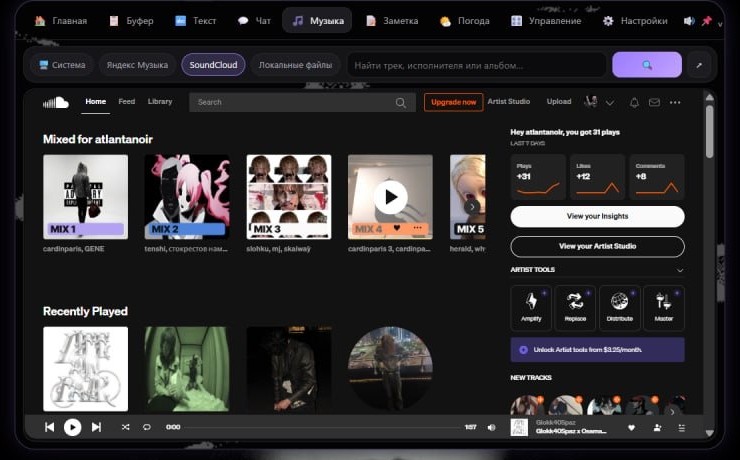 Главная Буфер Текст Чат Музыка Заметка Погода Управление Настройки
Система Яндекс Музыка SoundCloud Локальные файлы Найти трек, исполнителя или альбом...
Home Feed Library Search Upgrade now Artist Studio Upload
Mixed for atlantanoir
MIX 1
MIX 2
MIX 3
MIX 4
MIX 5
cardinparis, GENE
tenshi, стокрестов нам...
slohku, mj, skaiwaý
cardinparis 3, cardinpa...
herald, why
Recently Played
Hey atlantanoir, you got 31 plays
LAST 7 DAYS
Plays
+31
Likes
+12
Comments
+6
View your Insights
View your Artist Studio
ARTIST TOOLS
Amplify
Replace
Distribute
Master
Unlock Artist tools from $3.25/month.
NEW TRACKS
0:00
1:57
Glokk40Spaz
Glokk40Spaz x Osama...